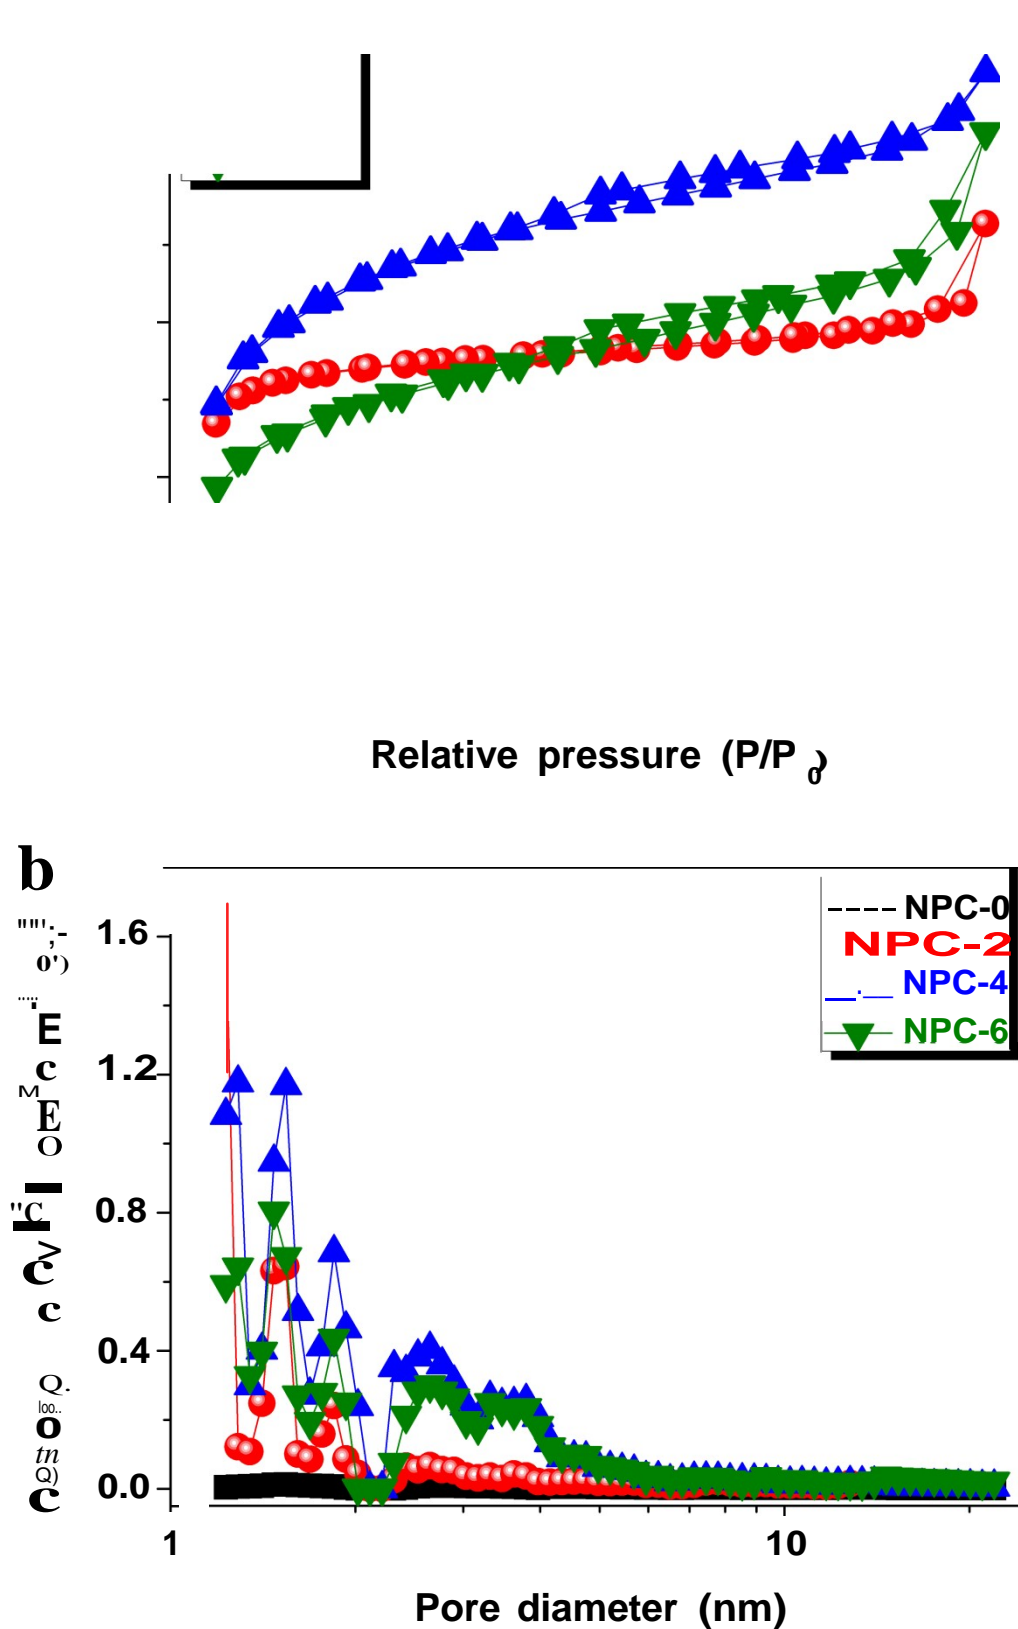 Relative pressure (P/P0)
b
NPC-0
NPC-2
NPC-4
NPC-6
1.6
1.2
0.8
0.4
0.0
1 10
Pore diameter (nm)